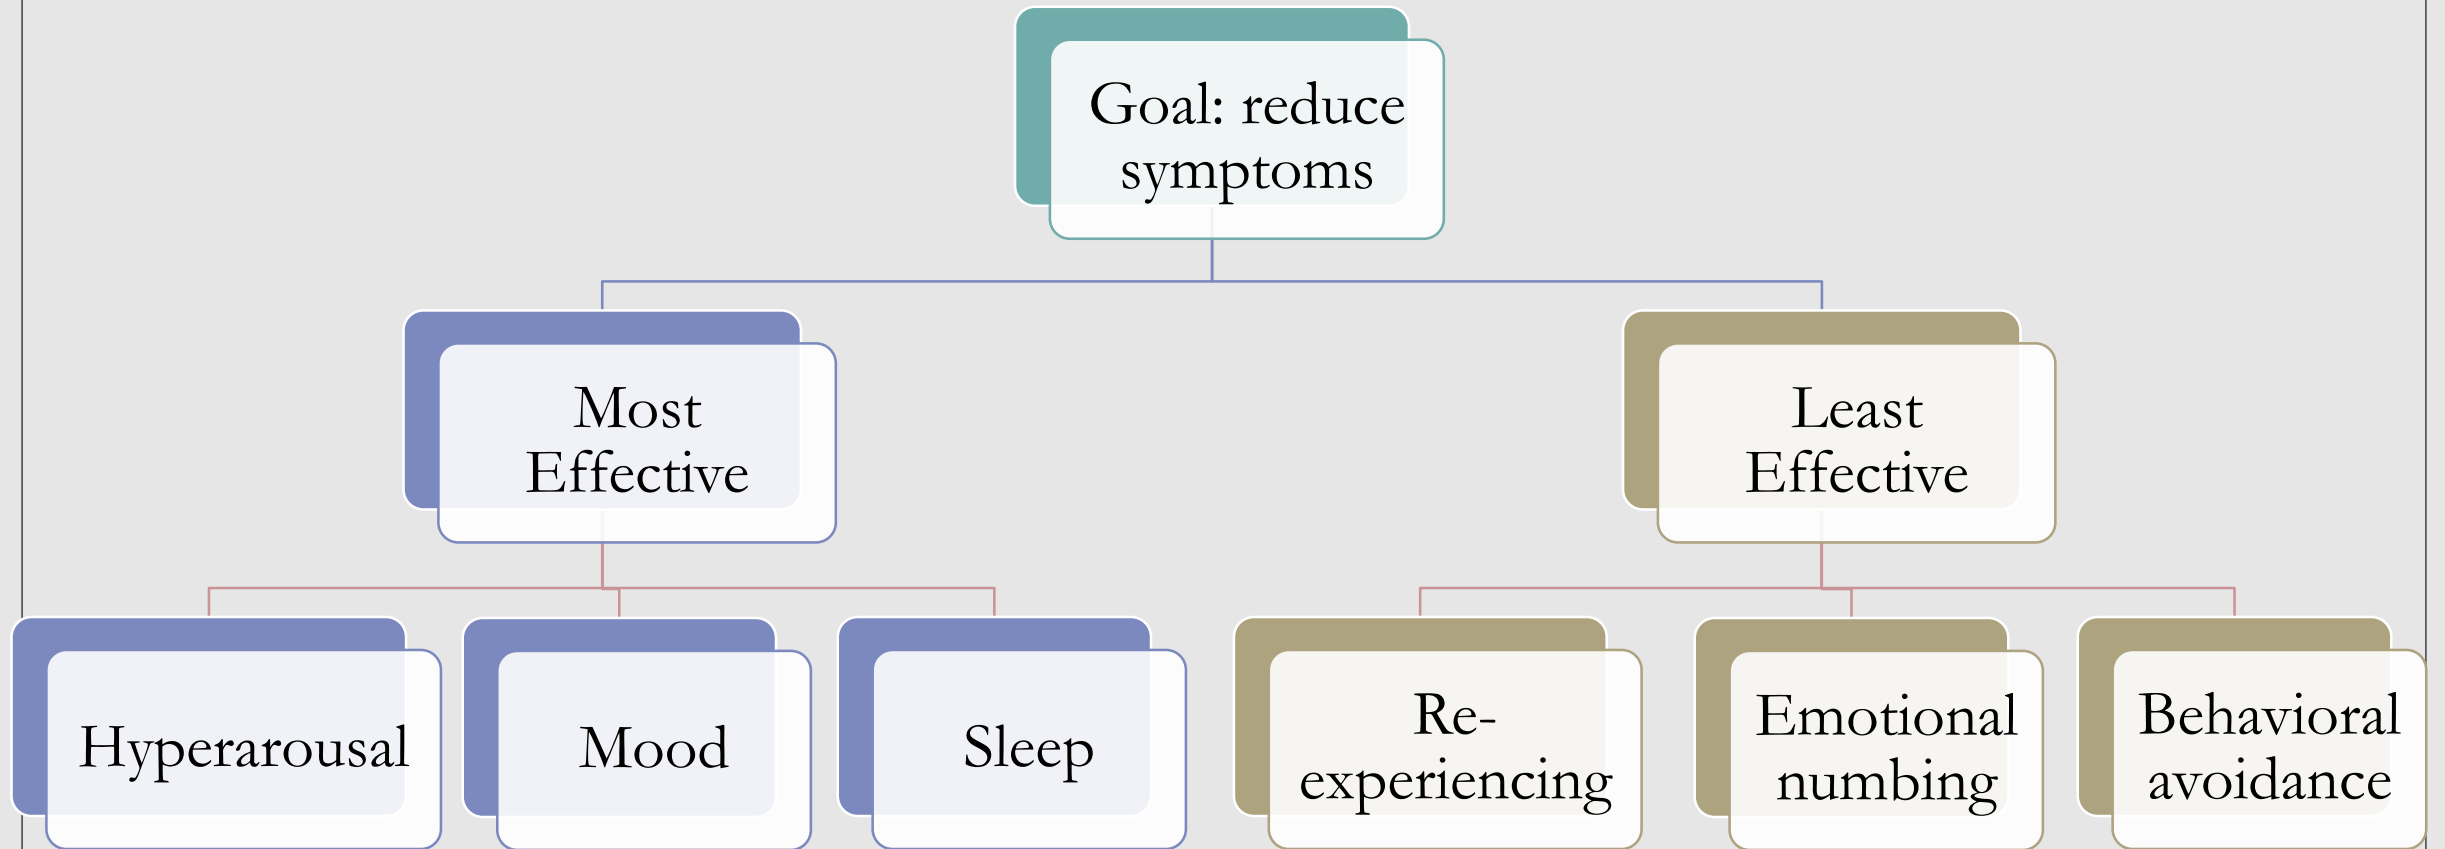 Goal: reduce
symptoms
Most
Effective
Least
Effective
Hyperarousal
Mood
Sleep
Re-
experiencing
Emotional
numbing
Behavioral
avoidance